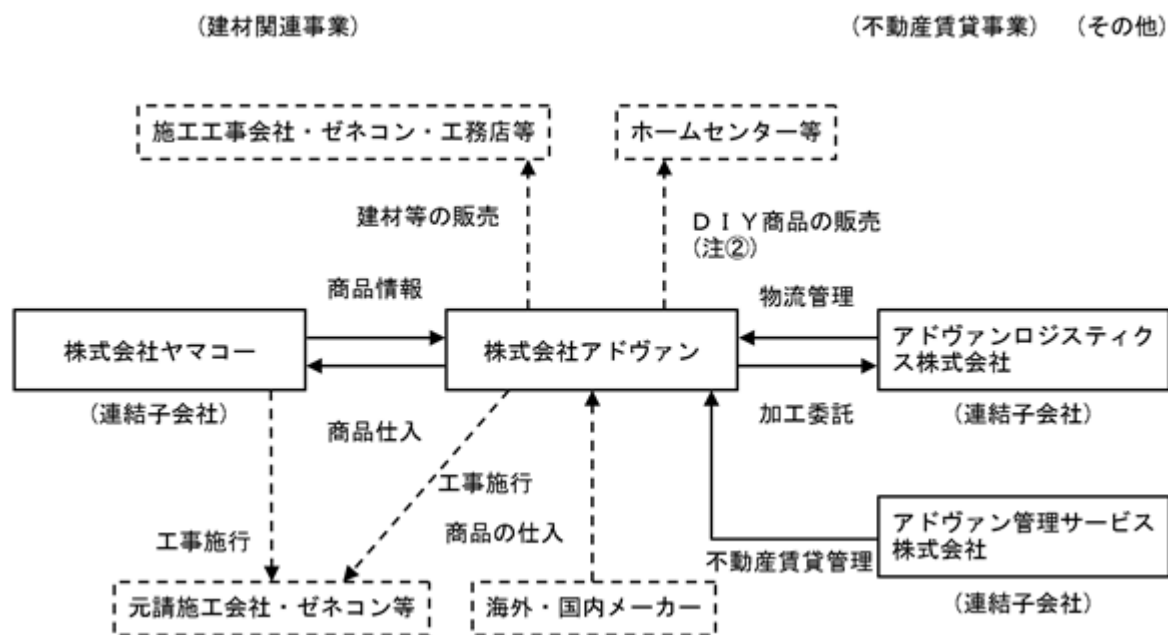 （建材関連事業）
（不動産賃貸事業）
（その他）
施工工事会社・ゼネコン・工務店等
ホームセンター等
建材等の販売
ＤＩＹ商品の販売
(注②)
商品情報
物流管理
株式会社ヤマコー
株式会社アドヴァン
アドヴァンロジスティク
ス株式会社
（連結子会社）
商品仕入
加工委託
（連結子会社）
工事施行
工事施行
商品の仕入
アドヴァン管理サービス
株式会社
不動産賃貸管理
元請施工会社・ゼネコン等
海外・国内メーカー
（連結子会社）